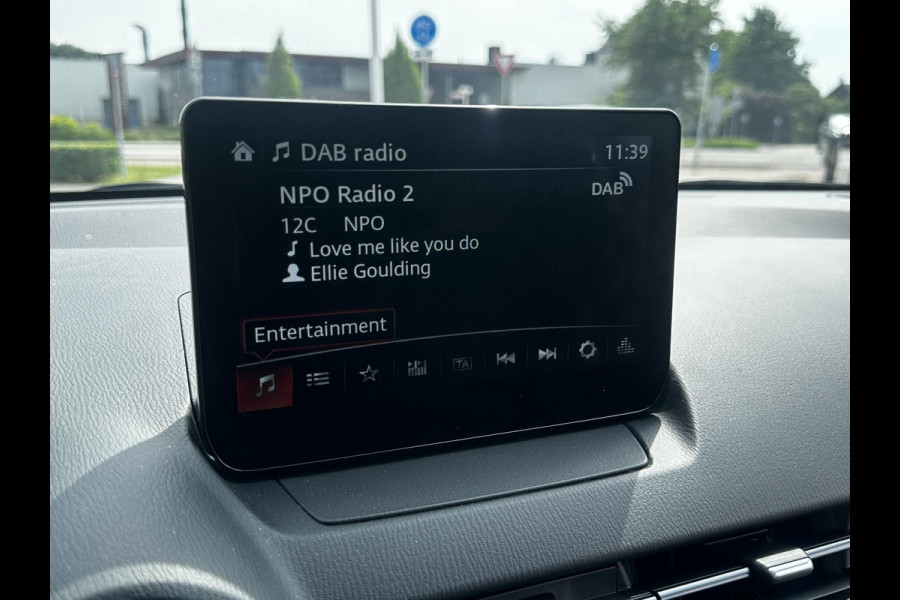 DAB radio 11:39
NPO Radio 2 DAB
12C NPO
Love me like you do
Ellie Goulding
Entertainment
TA